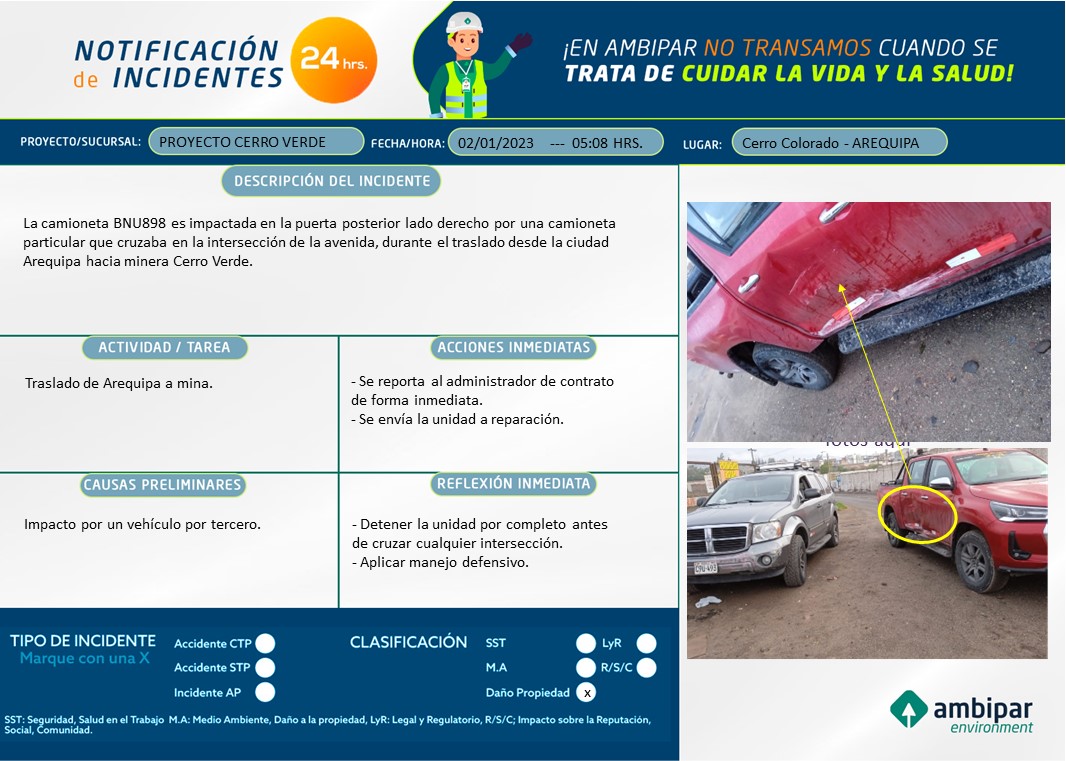 NOTIFICACIÓN
de INCIDENTES
24 hrs.
¡EN AMBIPAR NO TRANSAMOS CUANDO SE
TRATA DE CUIDAR LA VIDA Y LA SALUD!
PROYECTO/SUCURSAL: PROYECTO CERRO VERDE FECHA/HORA: 02/01/2023 --- 05:08 HRS. LUGAR: Cerro Colorado - AREQUIPA
DESCRIPCIÓN DEL INCIDENTE
La camioneta BNU898 es impactada en la puerta posterior lado derecho por una camioneta
particular que cruzaba en la intersección de la avenida, durante el traslado desde la ciudad
Arequipa hacia minera Cerro Verde.
ACTIVIDAD / TAREA
Traslado de Arequipa a mina.
ACCIONES INMEDIATAS
- Se reporta al administrador de contrato
de forma inmediata.
- Se envía la unidad a reparación.
CAUSAS PRELIMINARES
Impacto por un vehículo por tercero.
REFLEXIÓN INMEDIATA
- Detener la unidad por completo antes
de cruzar cualquier intersección.
- Aplicar manejo defensivo.
fotos aquí
TIPO DE INCIDENTE
Marque con una X
Accidente CTP
Accidente STP
Incidente AP
CLASIFICACIÓN
SST
LyR
M.A
R/S/C
Daño Propiedad x
SST: Seguridad, Salud en el Trabajo M.A: Medio Ambiente, Daño a la propiedad, LyR: Legal y Regulatorio, R/S/C; Impacto sobre la Reputación,
Social, Comunidad.
ambipar
environment